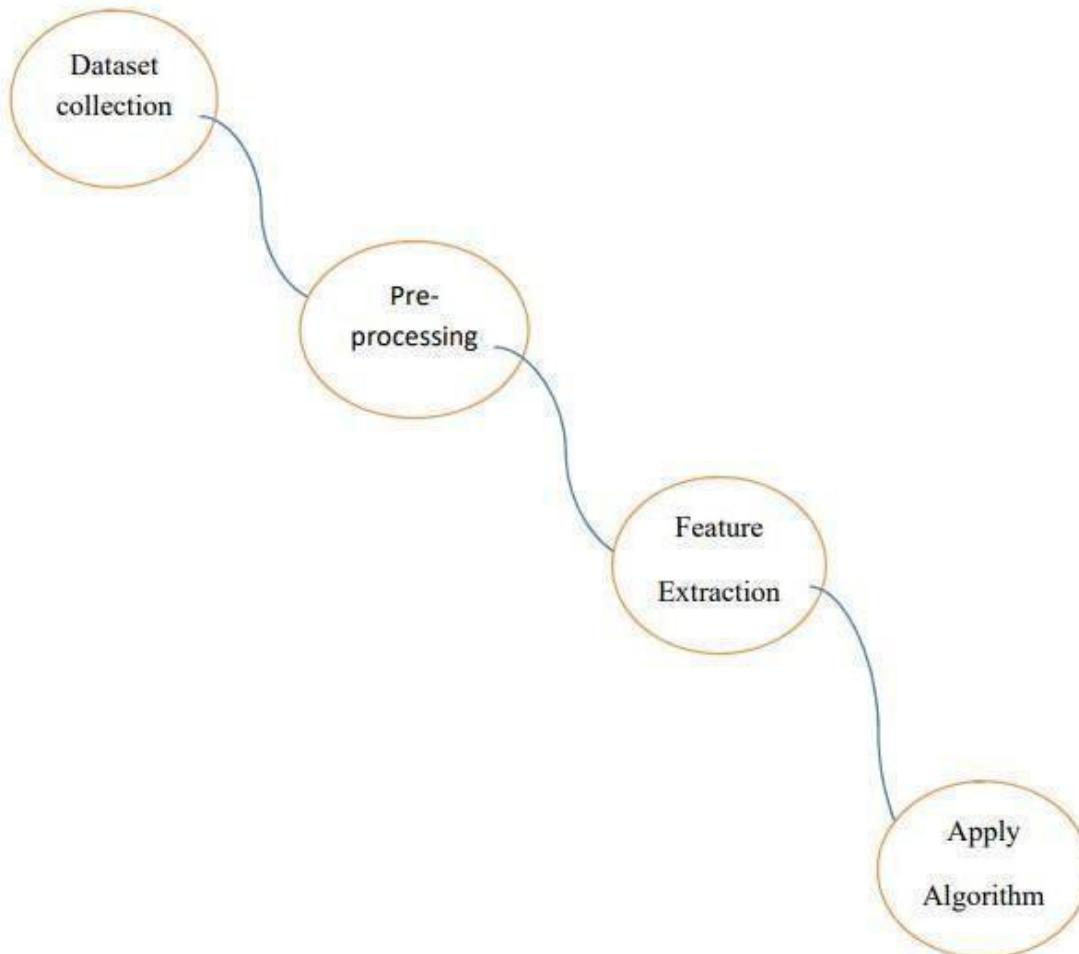 Dataset
collection
Pre-
processing
Feature
Extraction
Apply
Algorithm